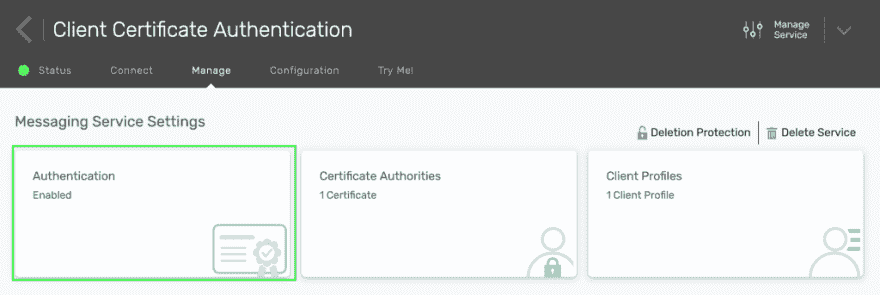 Client Certificate Authentication
Manage
Service
Status
Connect
Manage
Configuration
Try Me!
Messaging Service Settings
Deletion Protection
Delete Service
Authentication
Enabled
Certificate Authorities
1 Certificate
Client Profiles
1 Client Profile